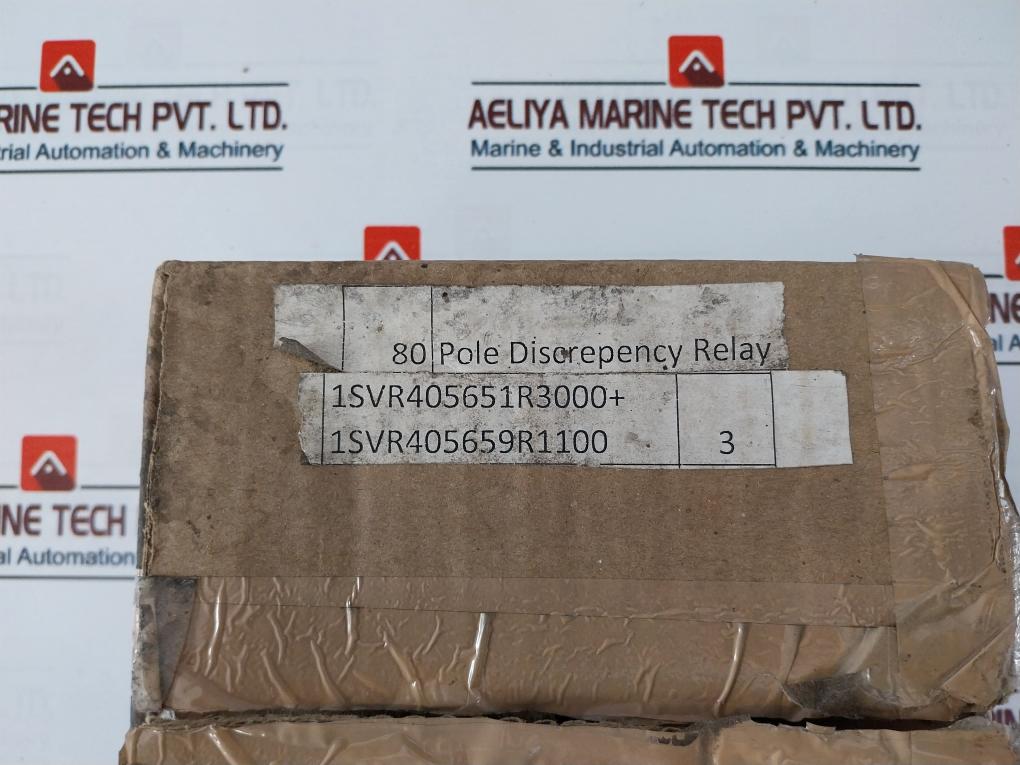 RINE TECH PVT. LTD.
rial Automation & Machinery
AELIYA MARINE TECH PVT. LTD.
Marine & Industrial Automation & Machinery
80 Pole Discrepency Relay
1SVR405651R3000+
1SVR405659R1100 3
INE TECH
al Automation,